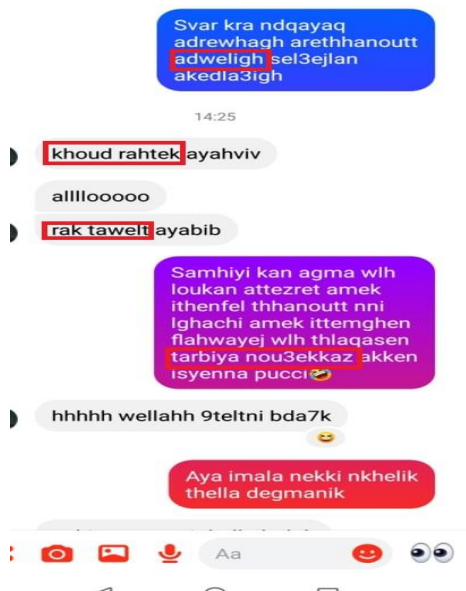 Svar kra ndqayaq
adrewhagh arethhanoutt
adweligh sel3ejlan
akedla3igh
14:25
khoud rahtek ayahviv
allllooooo
rak tawelt ayabib
Samhiyi kan agma wlh
loukan attezret amek
ithenfel thhanoutt nni
lghachi amek ittemghen
flahwayej wlh thlaqasen
tarbiya nou3ekkaz akken
isyenna pucci🤣
hhhhh wellahh 9teltni bda7k
😄
Aya imala nekki nkhelik
thella degmanik
Aa